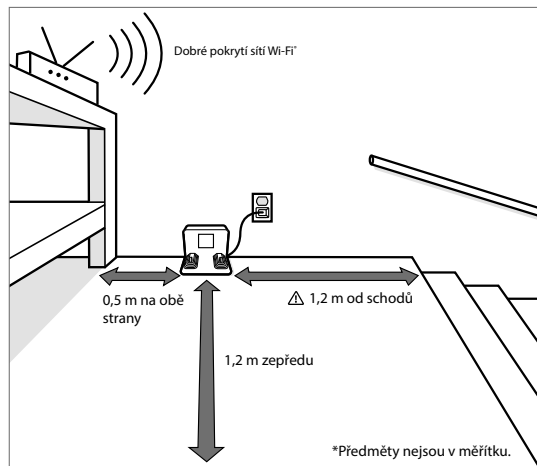 Dobré pokrytí sítí Wi-Fi*
0,5 m na obě
strany
⚠ 1,2 m od schodů
1,2 m zepředu
*Předměty nejsou v měřítku.